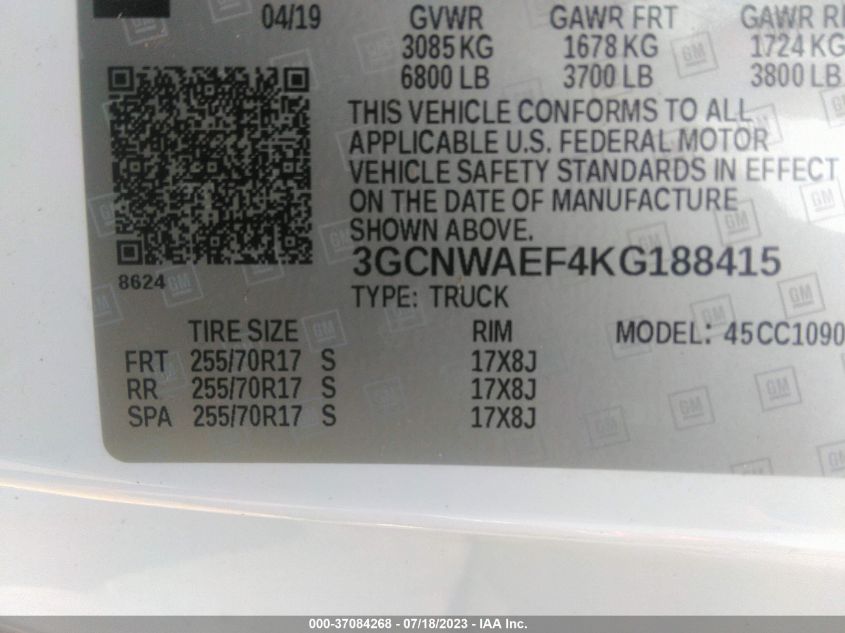 04/19 GVWR GAWR FRT GAWR R
3085 KG 1678 KG 1724 KG
6800 LB 3700 LB 3800 LB
THIS VEHICLE CONFORMS TO ALL
APPLICABLE U.S. FEDERAL MOTOR
VEHICLE SAFETY STANDARDS IN EFFECT
ON THE DATE OF MANUFACTURE
SHOWN ABOVE.
8624 3GCNWAEF4KG188415
TYPE: TRUCK
TIRE SIZE RIM MODEL: 45CC1090
FRT 255/70R17 S 17X8J
RR 255/70R17 S 17X8J
SPA 255/70R17 S 17X8J
000-37084268 - 07/18/2023 - IAA Inc.